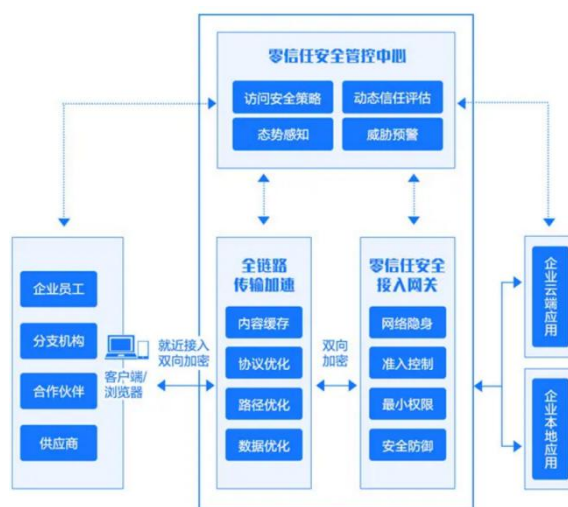 零信任安全管控中心
访问安全策略
动态信任评估
态势感知
威胁预警
企业员工
分支机构
合作伙伴
供应商
客户端/
浏览器
就近接入
双向加密
全链路
传输加速
内容缓存
协议优化
路径优化
数据优化
双向
加密
零信任安全
接入网关
网络隐身
准入控制
最小权限
安全防御
企业云端应用
企业本地应用